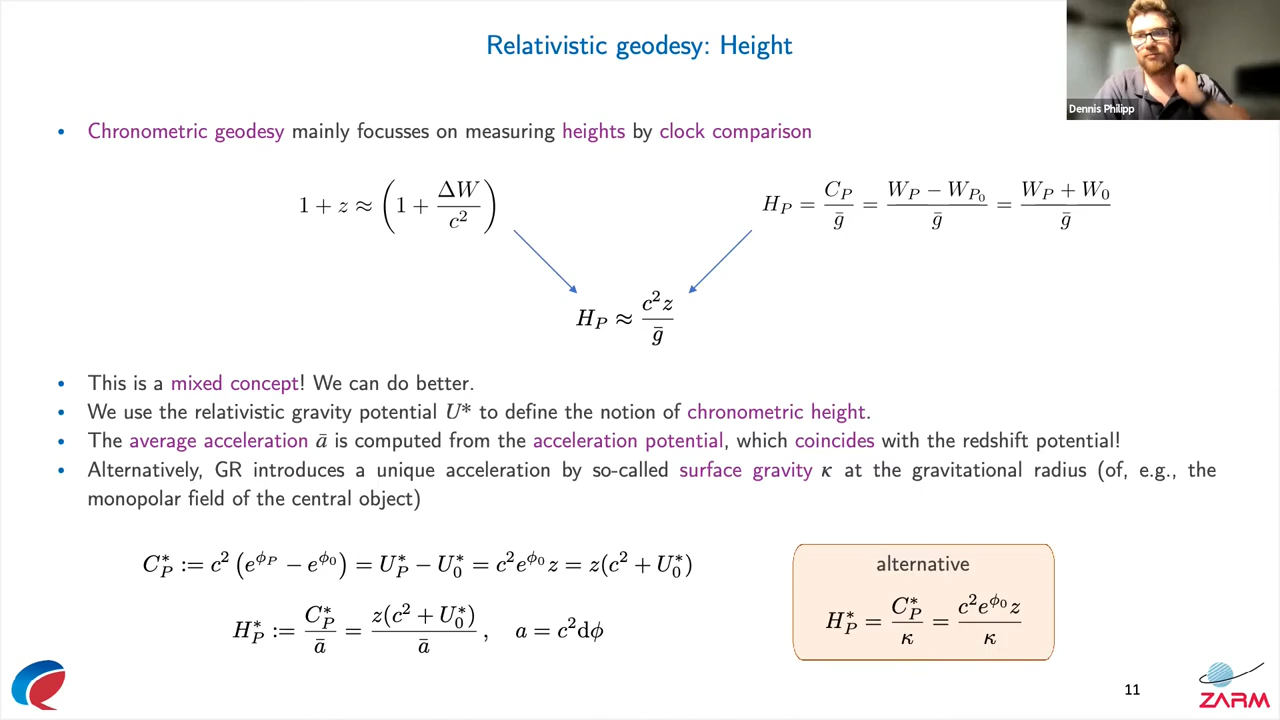 Relativistic geodesy: Height
Dennis Philipp
• Chronometric geodesy mainly focusses on measuring heights by clock comparison
1 + z ≈ (1 + ΔW / c²)
H_P = C_P / ḡ = (W_P − W_{P_0}) / ḡ = (W_P + W_0) / ḡ
H_P ≈ c² z / ḡ
• This is a mixed concept! We can do better.
• We use the relativistic gravity potential U* to define the notion of chronometric height.
• The average acceleration ā is computed from the acceleration potential, which coincides with the redshift potential!
• Alternatively, GR introduces a unique acceleration by so-called surface gravity κ at the gravitational radius (of, e.g., the
monopolar field of the central object)
C*_P := c² (e^{ϕ_P} − e^{ϕ_0}) = U*_P − U*_0 = c² e^{ϕ_0} z = z(c² + U*_0)
H*_P := C*_P / ā = z(c² + U*_0) / ā , a = c² dϕ
alternative
H*_P = C*_P / κ = c² e^{ϕ_0} z / κ
11
ZARM